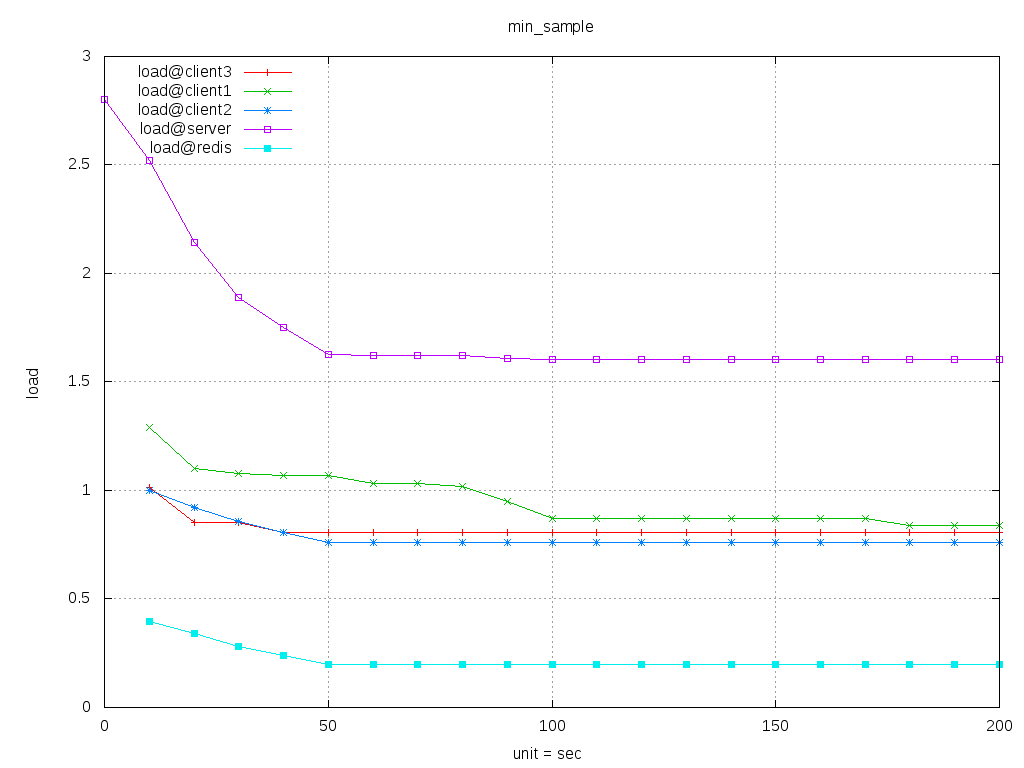 min_sample
load@client3
load@client1
load@client2
load@server
load@redis
3
2.5
2
1.5
1
0.5
0
load
0 50 100 150 200
unit = sec